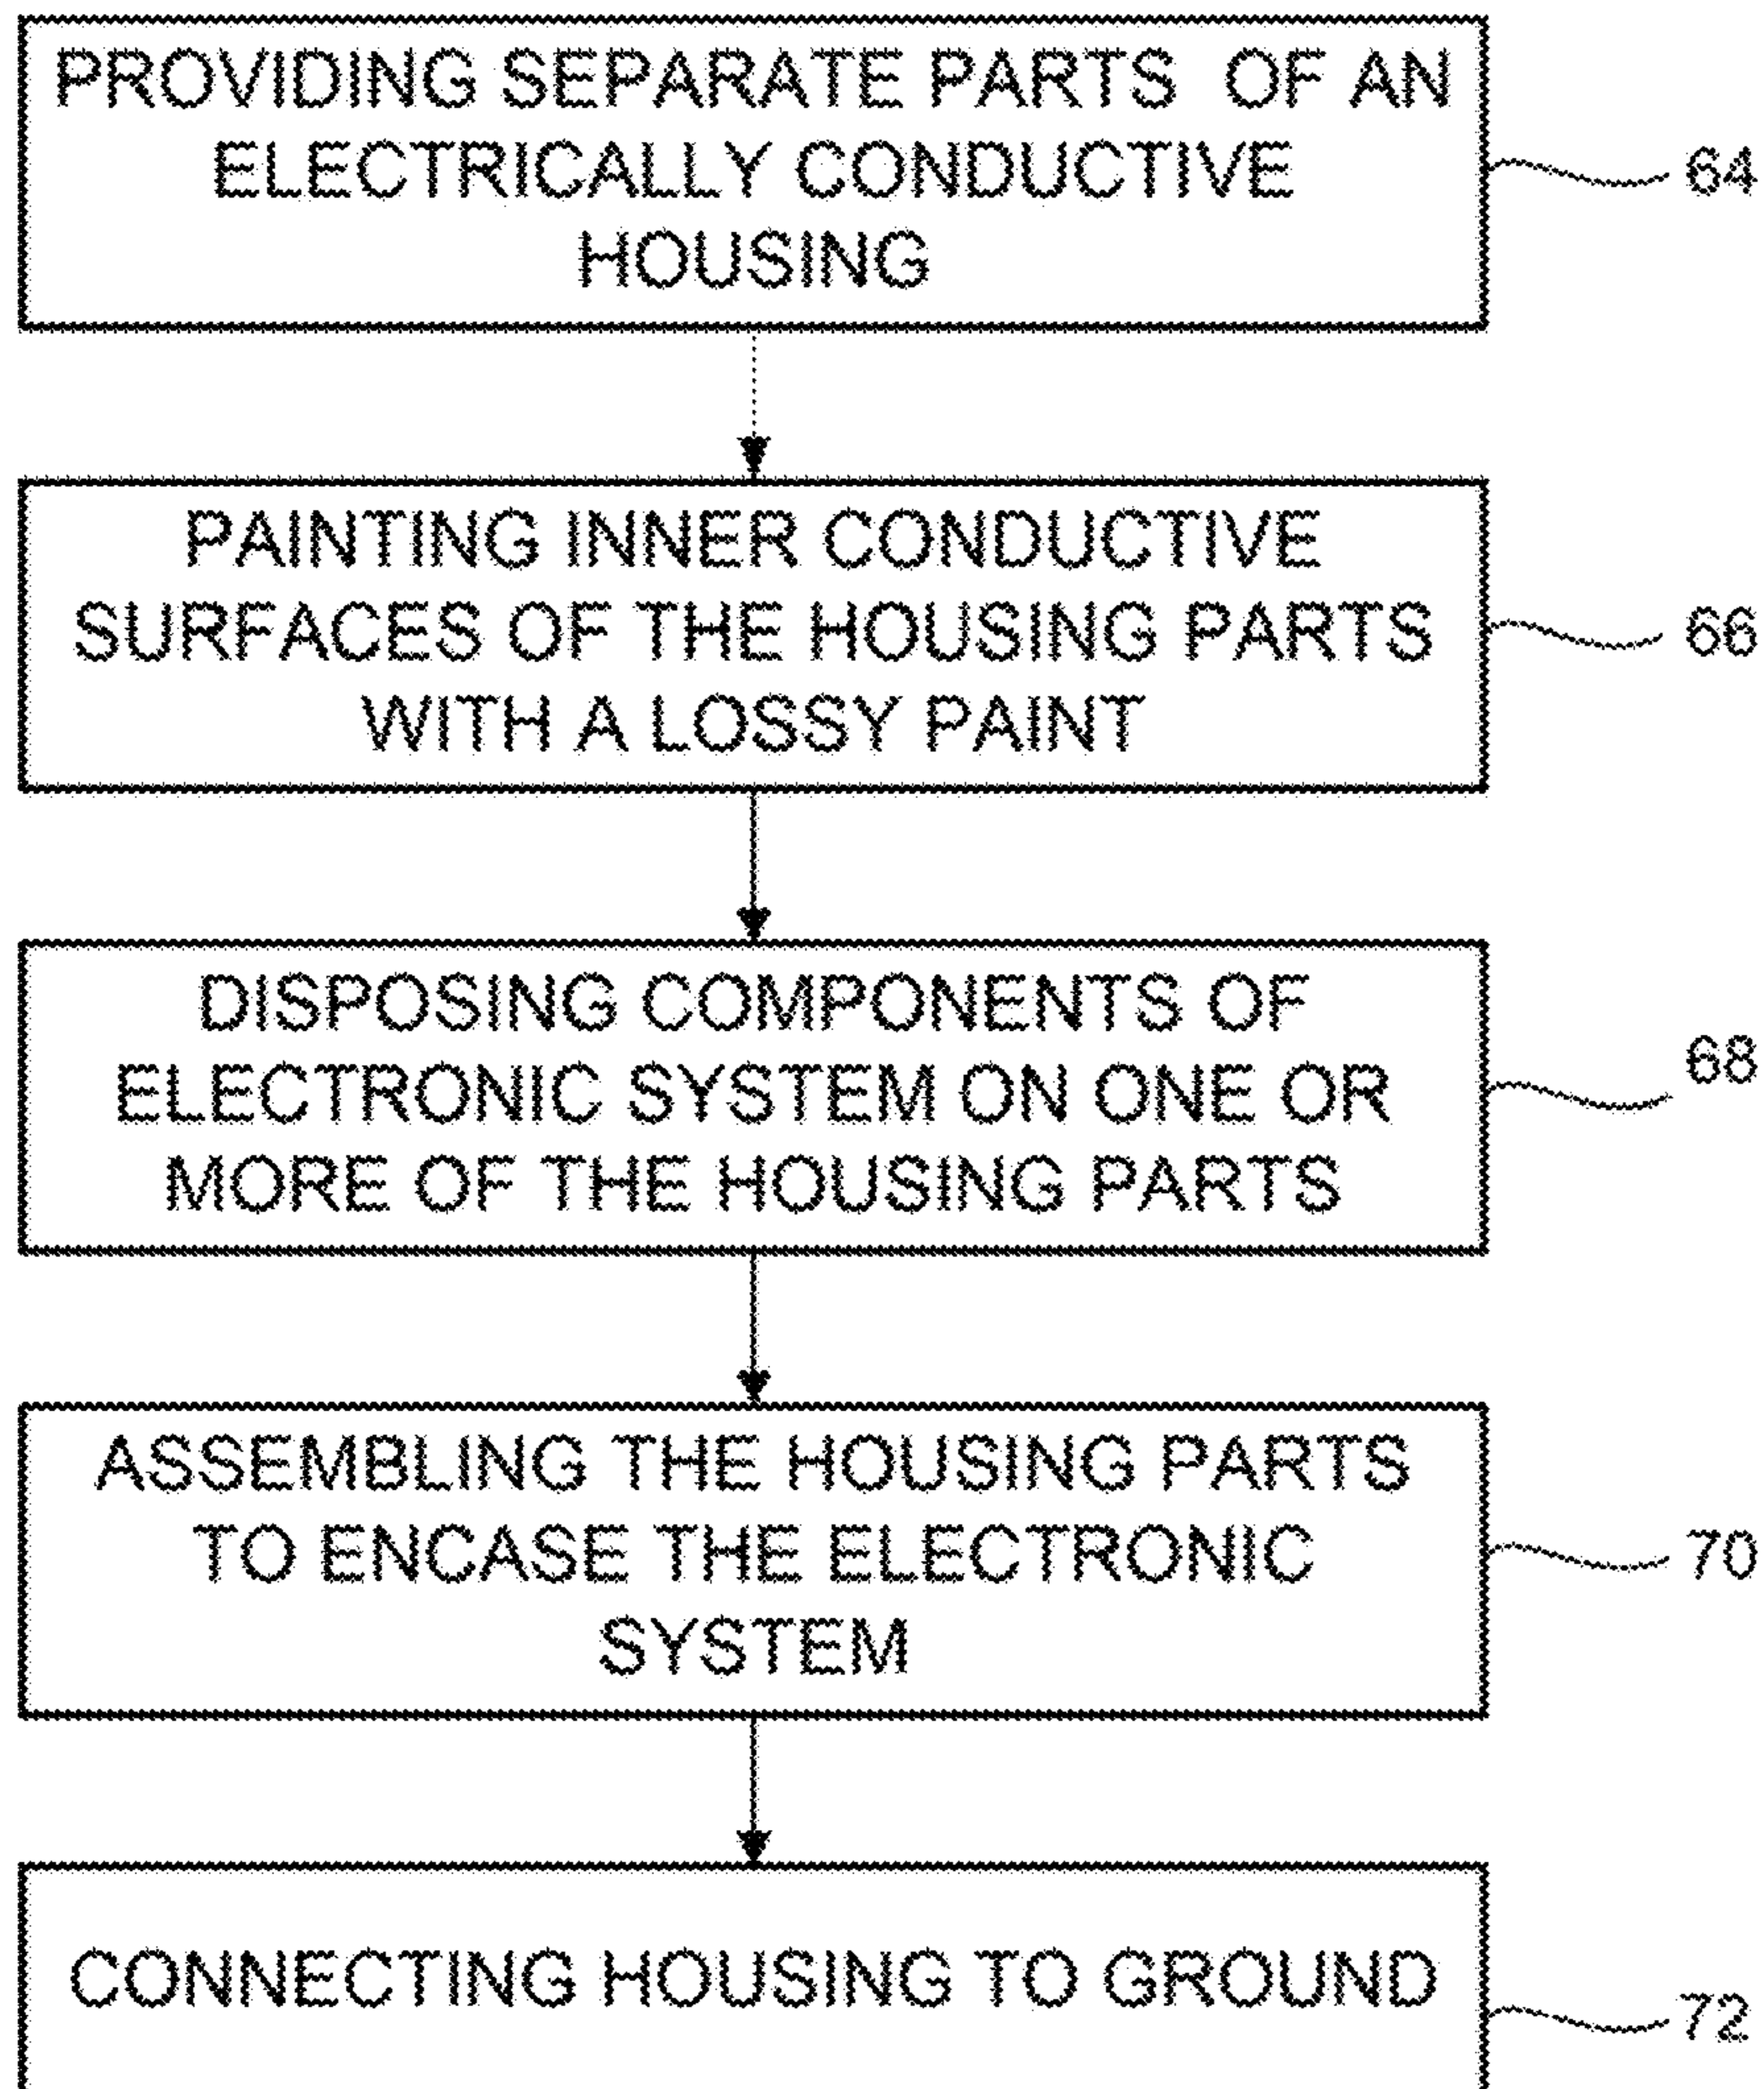 PROVIDING SEPARATE PARTS OF AN
ELECTRICALLY CONDUCTIVE
HOUSING
64
PAINTING INNER CONDUCTIVE
SURFACES OF THE HOUSING PARTS
WITH A LOSSY PAINT
66
DISPOSING COMPONENTS OF
ELECTRONIC SYSTEM ON ONE OR
MORE OF THE HOUSING PARTS
68
ASSEMBLING THE HOUSING PARTS
TO ENCASE THE ELECTRONIC
SYSTEM
70
CONNECTING HOUSING TO GROUND
72